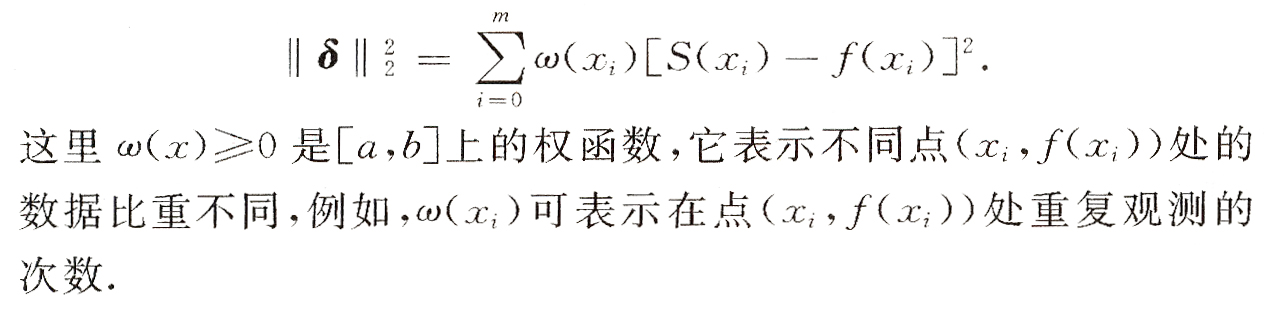 ‖ δ ‖₂² = ∑_{i=0}^{m} ω(x_i)[S(x_i) − f(x_i)]².
这里 ω(x)⩾0 是[a,b]上的权函数,它表示不同点(x_i,f(x_i))处的
数据比重不同,例如,ω(x_i)可表示在点(x_i,f(x_i))处重复观测的
次数.